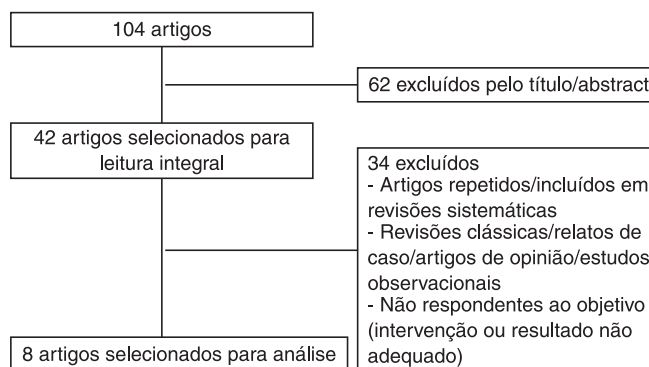 104 artigos
62 excluídos pelo título/abstract
42 artigos selecionados para
leitura integral
34 excluídos
- Artigos repetidos/incluídos em
revisões sistemáticas
- Revisões clássicas/relatos de
caso/artigos de opinião/estudos
observacionais
- Não respondentes ao objetivo
(intervenção ou resultado não
adequado)
8 artigos selecionados para análise